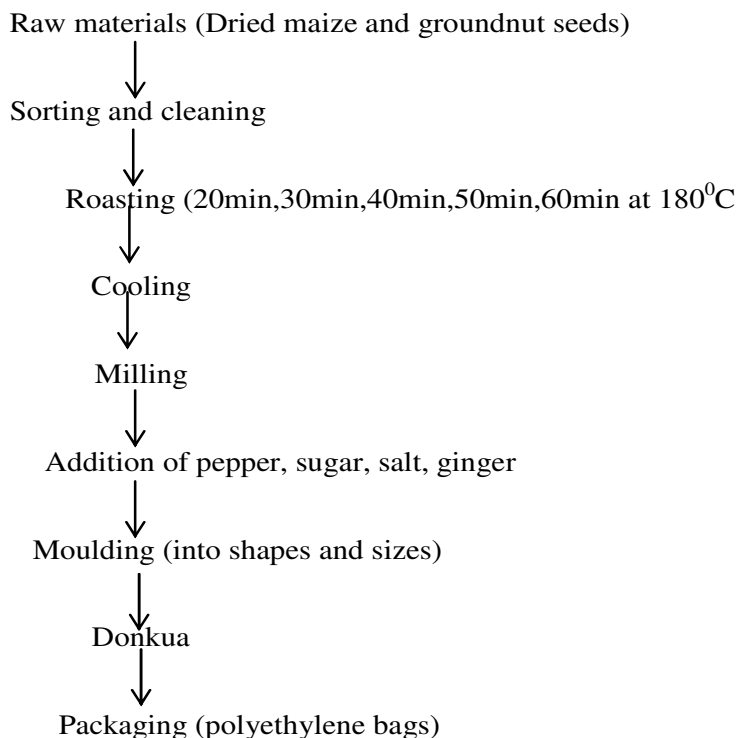 Raw materials (Dried maize and groundnut seeds)
Sorting and cleaning
Roasting (20min,30min,40min,50min,60min at 180⁰C
Cooling
Milling
Addition of pepper, sugar, salt, ginger
Moulding (into shapes and sizes)
Donkua
Packaging (polyethylene bags)